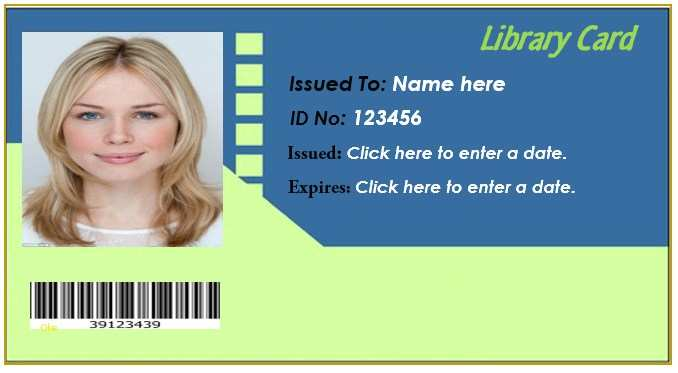 Library Card
Issued To: Name here
ID No: 123456
Issued: Click here to enter a date.
Expires: Click here to enter a date.
39123439